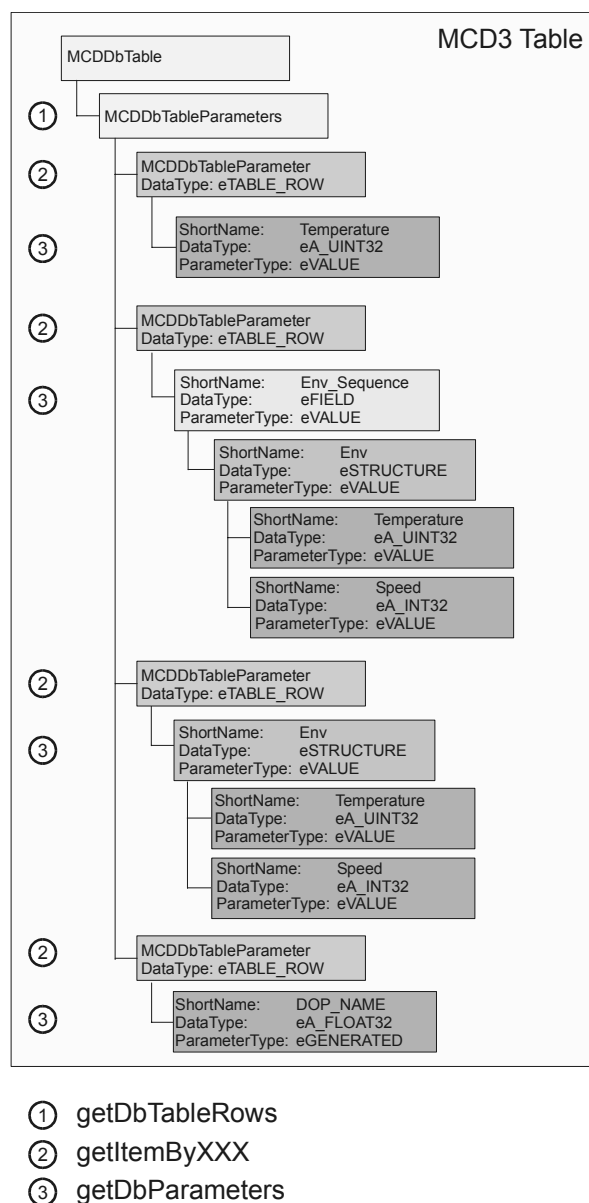 MCD3 Table
MCDDbTable
① MCDDbTableParameters
② MCDDbTableParameter
DataType: eTABLE_ROW
③ ShortName: Temperature
DataType: eA_UINT32
ParameterType: eVALUE
② MCDDbTableParameter
DataType: eTABLE_ROW
③ ShortName: Env_Sequence
DataType: eFIELD
ParameterType: eVALUE
ShortName: Env
DataType: eSTRUCTURE
ParameterType: eVALUE
ShortName: Temperature
DataType: eA_UINT32
ParameterType: eVALUE
ShortName: Speed
DataType: eA_INT32
ParameterType: eVALUE
② MCDDbTableParameter
DataType: eTABLE_ROW
③ ShortName: Env
DataType: eSTRUCTURE
ParameterType: eVALUE
ShortName: Temperature
DataType: eA_UINT32
ParameterType: eVALUE
ShortName: Speed
DataType: eA_INT32
ParameterType: eVALUE
② MCDDbTableParameter
DataType: eTABLE_ROW
③ ShortName: DOP_NAME
DataType: eA_FLOAT32
ParameterType: eGENERATED
① getDbTableRows
② getItemByXXX
③ getDbParameters